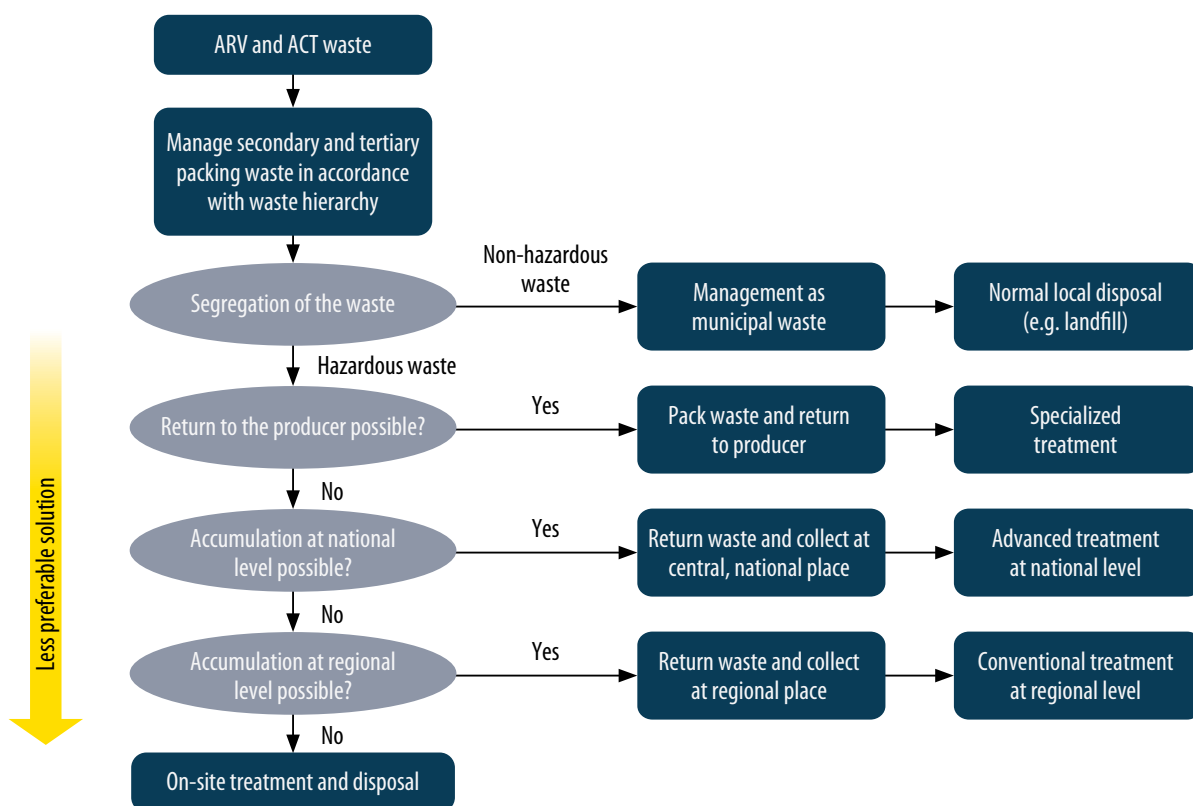 ARV and ACT waste
Manage secondary and tertiary
packing waste in accordance
with waste hierarchy
Segregation of the waste
Non-hazardous
waste
Management as
municipal waste
Normal local disposal
(e.g. landfill)
Hazardous waste
Return to the producer possible?
Yes
Pack waste and return
to producer
Specialized
treatment
No
Accumulation at national
level possible?
Yes
Return waste and collect at
central, national place
Advanced treatment
at national level
No
Accumulation at regional
level possible?
Yes
Return waste and collect
at regional place
Conventional treatment
at regional level
No
On-site treatment and disposal
Less preferable solution